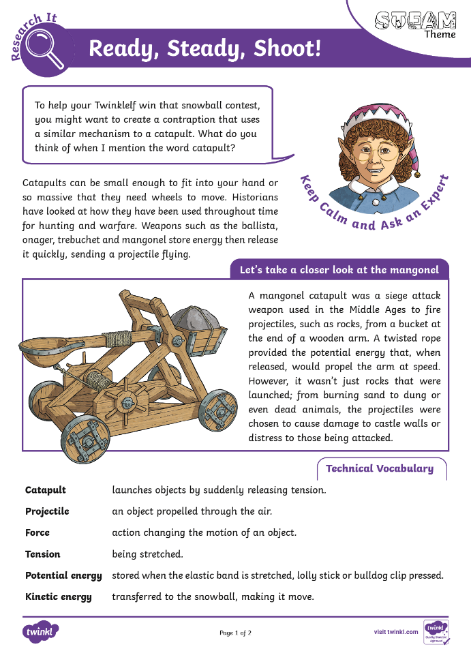 Research It
STEAM
Theme
Ready, Steady, Shoot!
To help your Twinklelf win that snowball contest,
you might want to create a contraption that uses
a similar mechanism to a catapult. What do you
think of when I mention the word catapult?
Keep Calm and Ask an Expert
Catapults can be small enough to fit into your hand or
so massive that they need wheels to move. Historians
have looked at how they have been used throughout time
for hunting and warfare. Weapons such as the ballista,
onager, trebuchet and mangonel store energy then release
it quickly, sending a projectile flying.
Let's take a closer look at the mangonel
A mangonel catapult was a siege attack
weapon used in the Middle Ages to fire
projectiles, such as rocks, from a bucket at
the end of a wooden arm. A twisted rope
provided the potential energy that, when
released, would propel the arm at speed.
However, it wasn't just rocks that were
launched; from burning sand to dung or
even dead animals, the projectiles were
chosen to cause damage to castle walls or
distress to those being attacked.
Technical Vocabulary
Catapult launches objects by suddenly releasing tension.
Projectile an object propelled through the air.
Force action changing the motion of an object.
Tension being stretched.
Potential energy stored when the elastic band is stretched, lolly stick or bulldog clip pressed.
Kinetic energy transferred to the snowball, making it move.
twinkl
Page 1 of 2
visit twinkl.com
twinkl